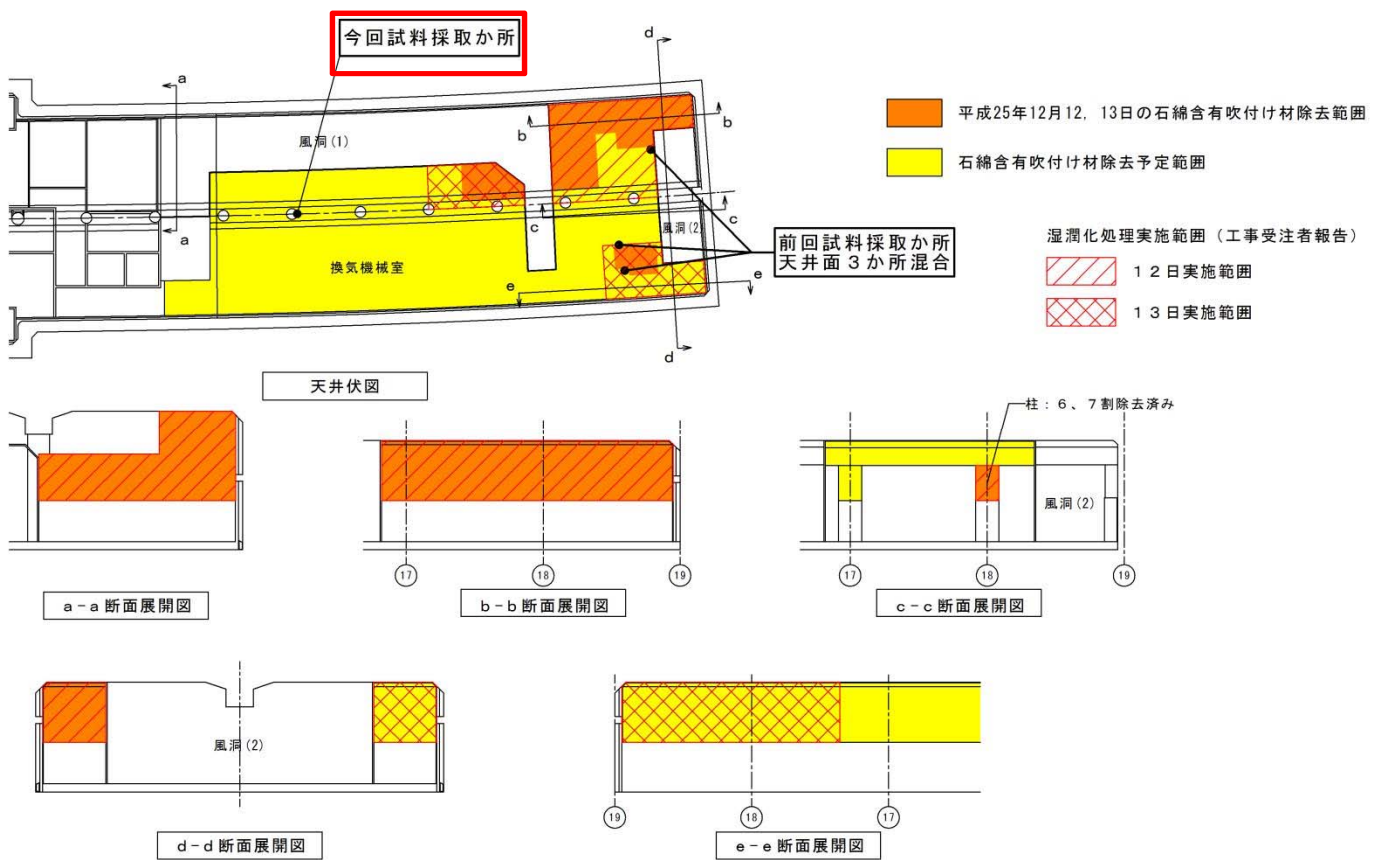 今回試料採取か所
d
a
b
b
風洞(1)
c
c
風洞(2)
a
換気機械室
e
e
d
前回試料採取か所
天井面３か所混合
平成25年12月12, 13日の石綿含有吹付け材除去範囲
石綿含有吹付け材除去予定範囲
湿潤化処理実施範囲（工事受注者報告）
１２日実施範囲
１３日実施範囲
天井伏図
柱：６、７割除去済み
風洞(2)
17
18
19
17
18
19
ａ－ａ断面展開図
ｂ－ｂ断面展開図
ｃ－ｃ断面展開図
風洞(2)
19
18
17
ｄ－ｄ断面展開図
ｅ－ｅ断面展開図